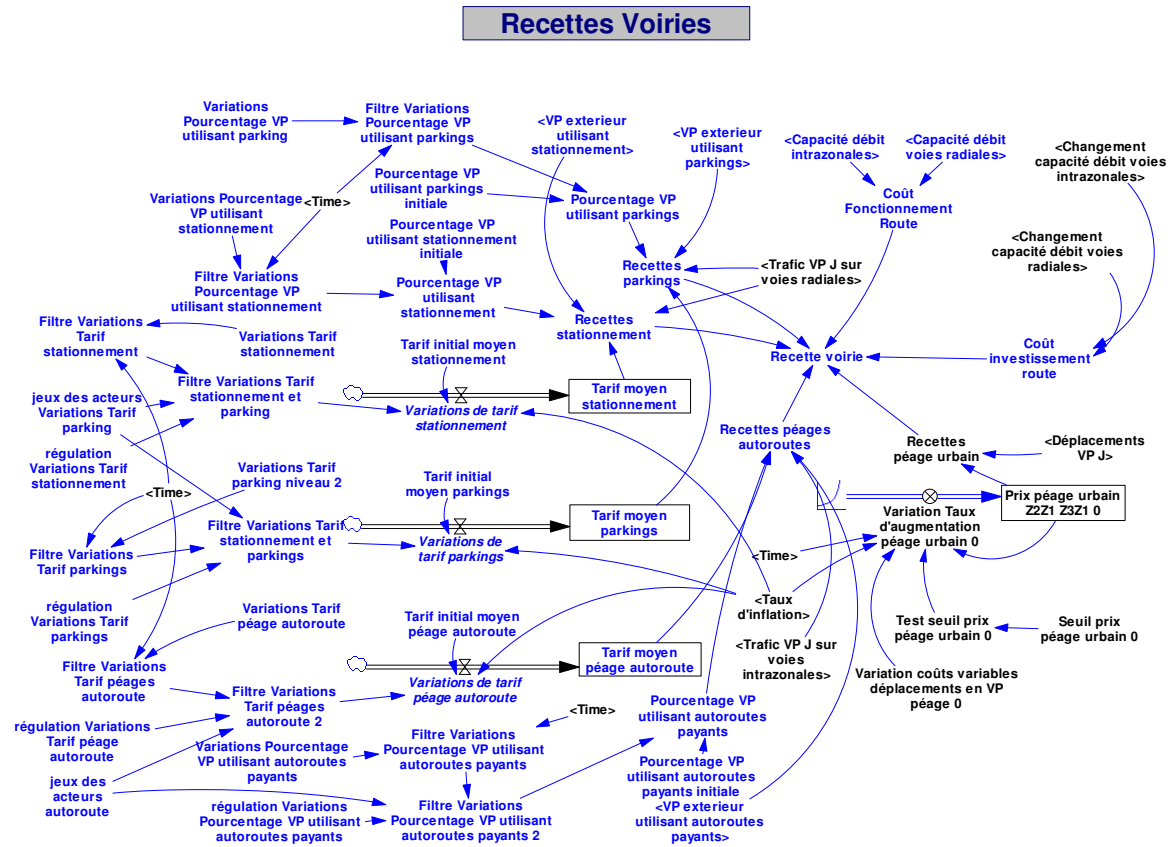 Recettes Voiries
Variations
Pourcentage VP
utilisant parking
Filtre Variations
Pourcentage VP
utilisant parkings
<VP exterieur
utilisant
stationnement>
<VP exterieur
utilisant
parkings>
<Capacité débit
intrazonales>
<Capacité débit
voies radiales>
<Changement
capacité débit voies
intrazonales>
Pourcentage VP
utilisant parkings
initiale
Variations Pourcentage
VP utilisant
stationnement
<Time>
Pourcentage VP
utilisant parkings
Coût
Fonctionnement
Route
Pourcentage VP
utilisant stationnement
initiale
<Changement
capacité débit voies
radiales>
Filtre Variations
Pourcentage VP
utilisant stationnement
Pourcentage VP
utilisant
stationnement
Recettes
parkings
<Trafic VP J sur
voies radiales>
Filtre Variations
Tarif
stationnement
Variations Tarif
stationnement
Recettes
stationnement
Tarif initial moyen
stationnement
Recette voirie
Coût
investissement
route
Filtre Variations Tarif
stationnement et
parking
Tarif moyen
stationnement
jeux des acteurs
Variations Tarif
parking
Variations de tarif
stationnement
Recettes péages
autoroutes
Recettes
péage urbain
<Déplacements
VP J>
régulation
Variations Tarif
stationnement
Variations Tarif
parking niveau 2
Tarif initial
moyen parkings
<Time>
Prix péage urbain
Z2Z1 Z3Z1 0
Filtre Variations Tarif
stationnement et
parkings
Tarif moyen
parkings
Variation Taux
d'augmentation
péage urbain 0
Filtre Variations
Tarif parkings
Variations de
tarif parkings
<Time>
régulation
Variations Tarif
parkings
Variations Tarif
péage autoroute
Tarif initial moyen
péage autoroute
<Taux
d'inflation>
Test seuil prix
péage urbain 0
Seuil prix
péage urbain 0
Filtre Variations
Tarif péages
autoroute
Tarif moyen
péage autoroute
<Trafic VP J sur
voies
intrazonales>
Variation coûts variables
déplacements en VP
péage 0
Variations de tarif
péage autoroute
Filtre Variations
Tarif péages
autoroute 2
Pourcentage VP
utilisant autoroutes
payants
<Time>
régulation Variations
Tarif péage
autoroute
Variations Pourcentage
VP utilisant autoroutes
payants
Filtre Variations
Pourcentage VP utilisant
autoroutes payants
Pourcentage VP
utilisant autoroutes
payants initiale
jeux des
acteurs
autoroute
régulation Variations
Pourcentage VP utilisant
autoroutes payants
Filtre Variations
Pourcentage VP utilisant
autoroutes payants 2
<VP exterieur
utilisant autoroutes
payants>